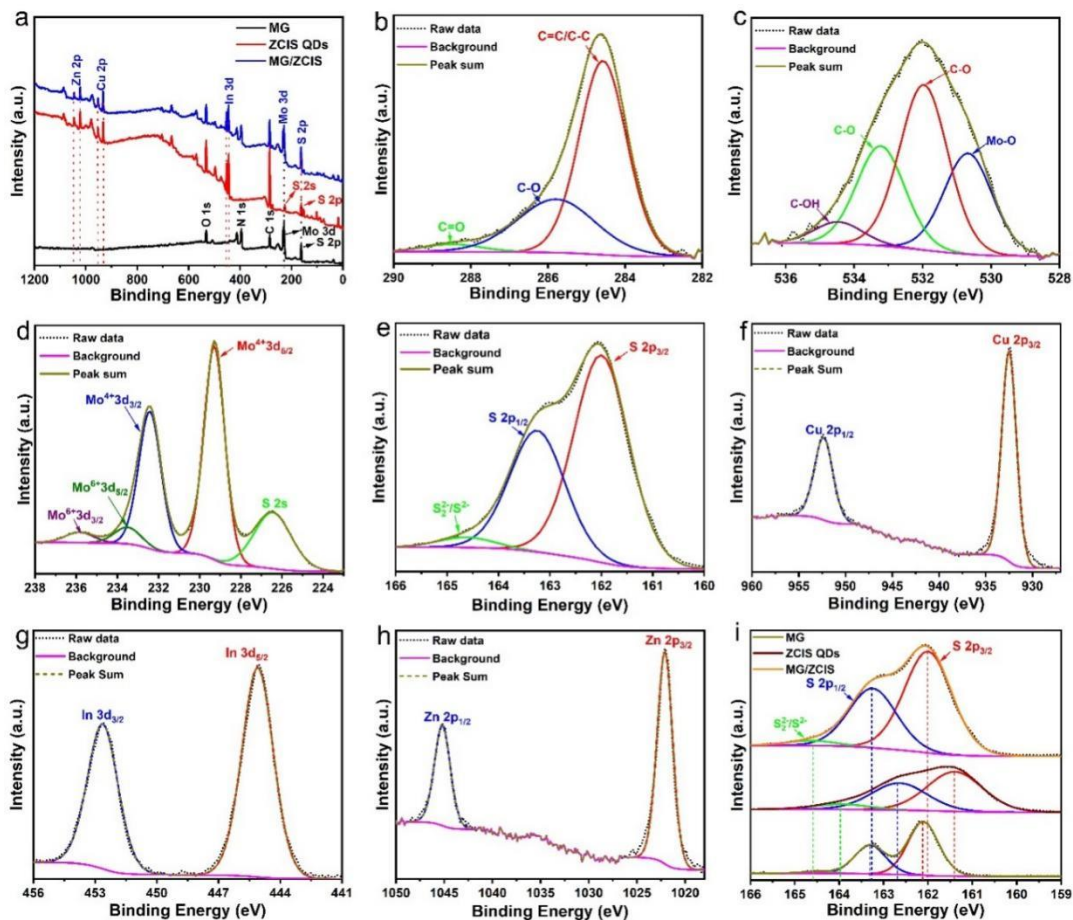 a
MG
ZCIS QDs
MG/ZCIS
Zn 2p
Cu 2p
In 3d
Mo 3d
S 2p
S 2s
S 2p
O 1s
N 1s
C 1s
Mo 3d
S 2p
Intensity (a.u.)
1200 1000 800 600 400 200 0
Binding Energy (eV)
b
Raw data
Background
Peak sum
C=C/C-C
C-O
C=O
Intensity (a.u.)
290 288 286 284 282
Binding Energy (eV)
c
Raw data
Background
Peak sum
C-O
C-O
Mo-O
C-OH
Intensity (a.u.)
536 534 532 530 528
Binding Energy (eV)
d
Raw data
Background
Peak sum
Mo⁴⁺3d₅/₂
Mo⁴⁺3d₃/₂
Mo⁶⁺3d₅/₂
Mo⁶⁺3d₃/₂
S 2s
Intensity (a.u.)
238 236 234 232 230 228 226 224
Binding Energy (eV)
e
Raw data
Background
Peak sum
S 2p₃/₂
S 2p₁/₂
S₂²⁻/S²⁻
Intensity (a.u.)
166 165 164 163 162 161 160
Binding Energy (eV)
f
Raw data
Background
Peak Sum
Cu 2p₃/₂
Cu 2p₁/₂
Intensity (a.u.)
960 955 950 945 940 935 930
Binding Energy (eV)
g
Raw data
Background
Peak Sum
In 3d₅/₂
In 3d₃/₂
Intensity (a.u.)
456 453 450 447 444 441
Binding Energy (eV)
h
Raw data
Background
Peak Sum
Zn 2p₃/₂
Zn 2p₁/₂
Intensity (a.u.)
1050 1045 1040 1035 1030 1025 1020
Binding Energy (eV)
i
MG
ZCIS QDs
MG/ZCIS
S 2p₃/₂
S 2p₁/₂
S₂²⁻/S²⁻
Intensity (a.u.)
166 165 164 163 162 161 160 159
Binding Energy (eV)